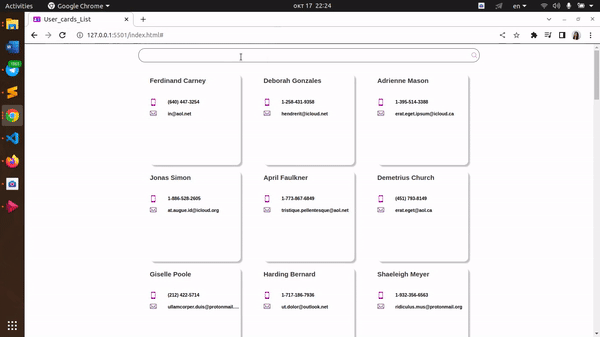 Activities
Google Chrome
окт 17 22:24
en
User_cards_List
127.0.0.1:5501/index.html#
Ferdinand Carney
(640) 447-3254
in@aol.net
Deborah Gonzales
1-258-431-9358
hendrerit@icloud.net
Adrienne Mason
1-395-514-3388
erat.eget.ipsum@icloud.ca
Jonas Simon
1-886-528-2605
at.augue.id@icloud.org
April Faulkner
1-773-867-6849
tristique.pellentesque@aol.net
Demetrius Church
(451) 793-8149
erat.eget@aol.ca
Giselle Poole
(212) 422-5714
ullamcorper.duis@protonmail....
Harding Bernard
1-717-186-7936
ut.dolor@outlook.net
Shaeleigh Meyer
1-932-356-6563
ridiculus.mus@protonmail.org